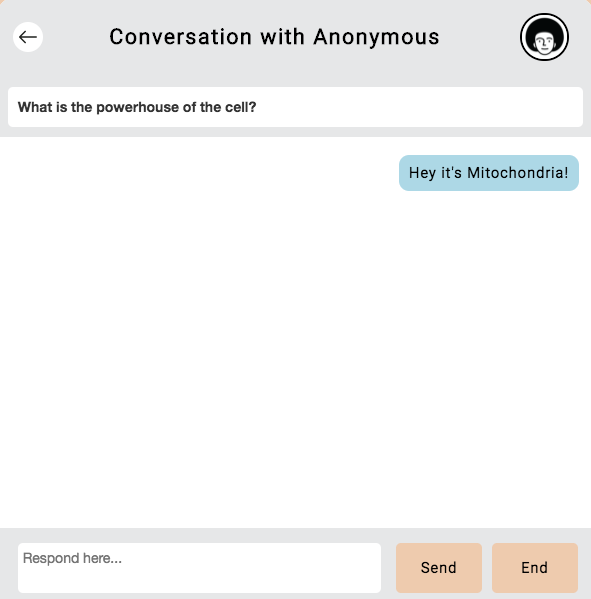 Conversation with Anonymous
What is the powerhouse of the cell?
Hey it's Mitochondria!
Respond here...
Send
End